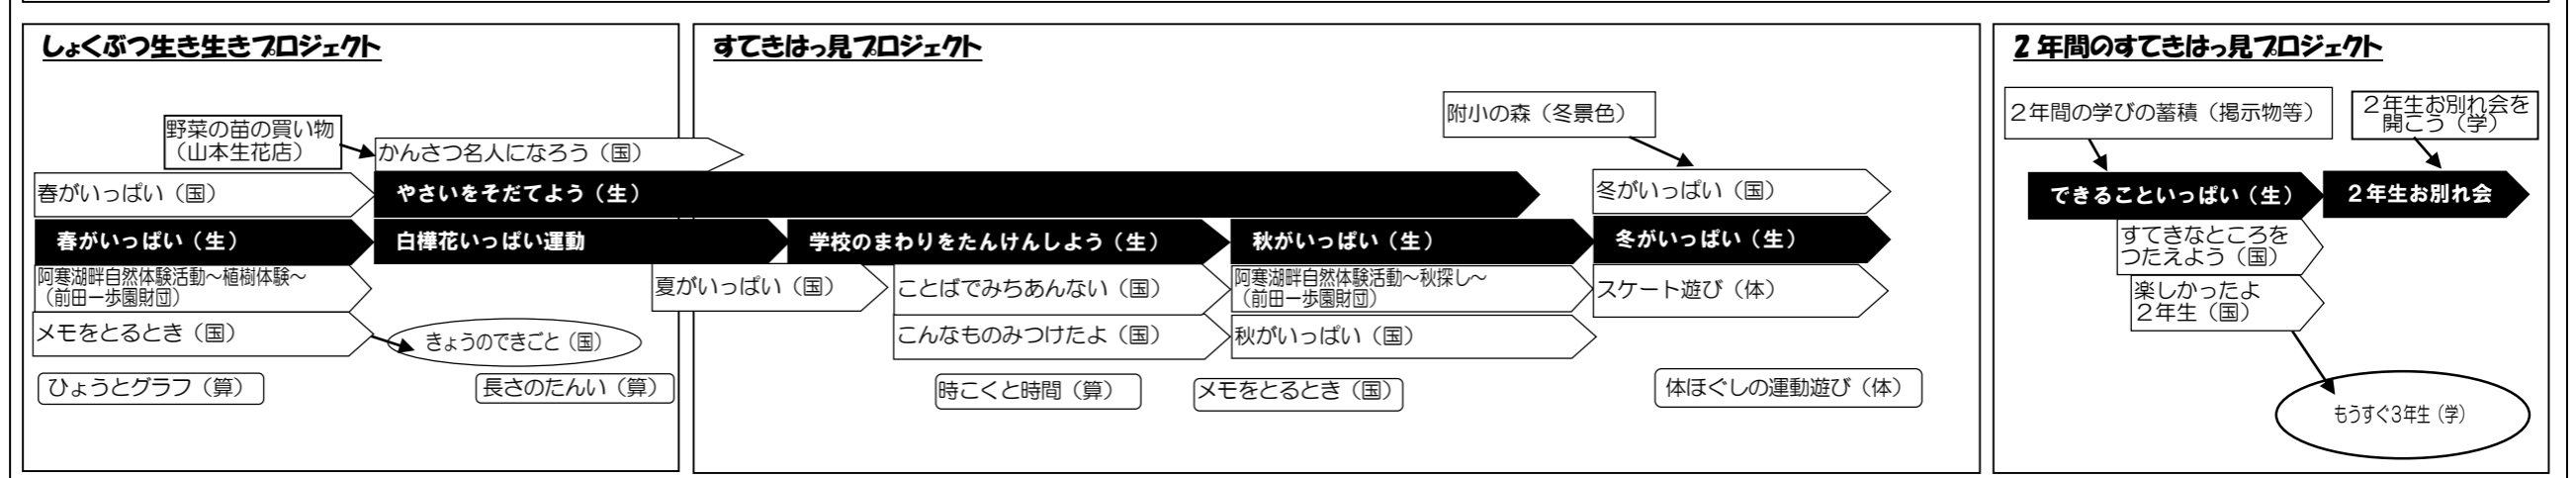 しょくぶつ生き生きプロジェクト
野菜の苗の買い物
（山本生花店）
かんさつ名人になろう（国）
春がいっぱい（国）
やさいをそだてよう（生）
春がいっぱい（生）
白樺花いっぱい運動
阿寒湖畔自然体験活動～植樹体験～
（前田一歩園財団）
メモをとるとき（国）
きょうのできごと（国）
ひょうとグラフ（算）
長さのたんい（算）
すてきはっ見プロジェクト
附小の森（冬景色）
冬がいっぱい（国）
学校のまわりをたんけんしよう（生）
秋がいっぱい（生）
冬がいっぱい（生）
夏がいっぱい（国）
ことばでみちあんない（国）
阿寒湖畔自然体験活動～秋探し～
（前田一歩園財団）
スケート遊び（体）
こんなものみつけたよ（国）
秋がいっぱい（国）
時こくと時間（算）
メモをとるとき（国）
体ほぐしの運動遊び（体）
２年間のすてきはっ見プロジェクト
２年間の学びの蓄積（掲示物等）
２年生お別れ会を
開こう（学）
できることいっぱい（生）
２年生お別れ会
すてきなところを
つたえよう（国）
楽しかったよ
２年生（国）
もうすぐ３年生（学）